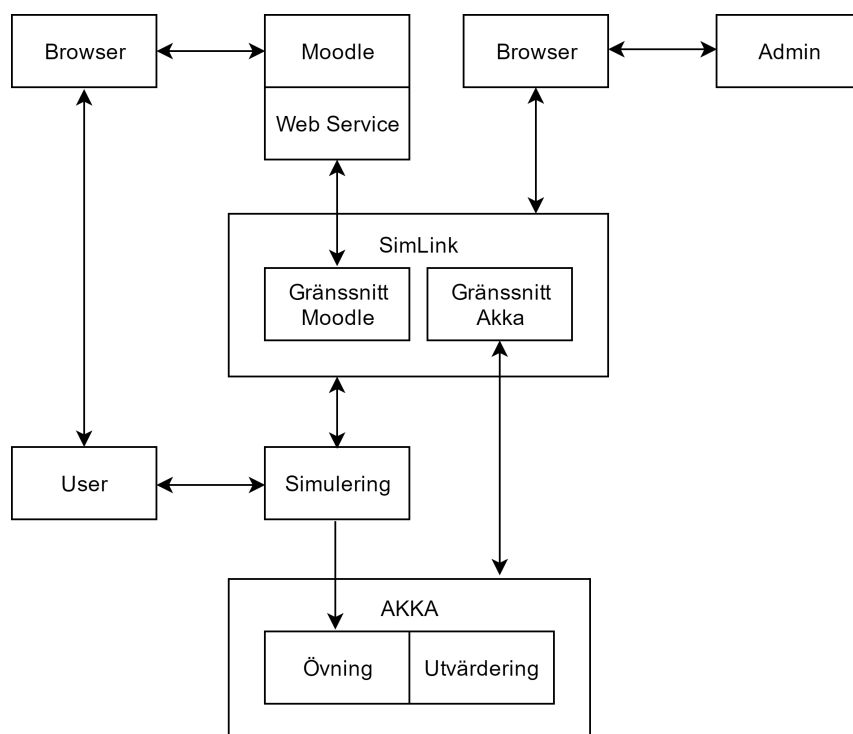 Browser
Moodle
Browser
Admin
Web Service
SimLink
Gränssnitt
Moodle
Gränssnitt
Akka
User
Simulering
AKKA
Övning
Utvärdering